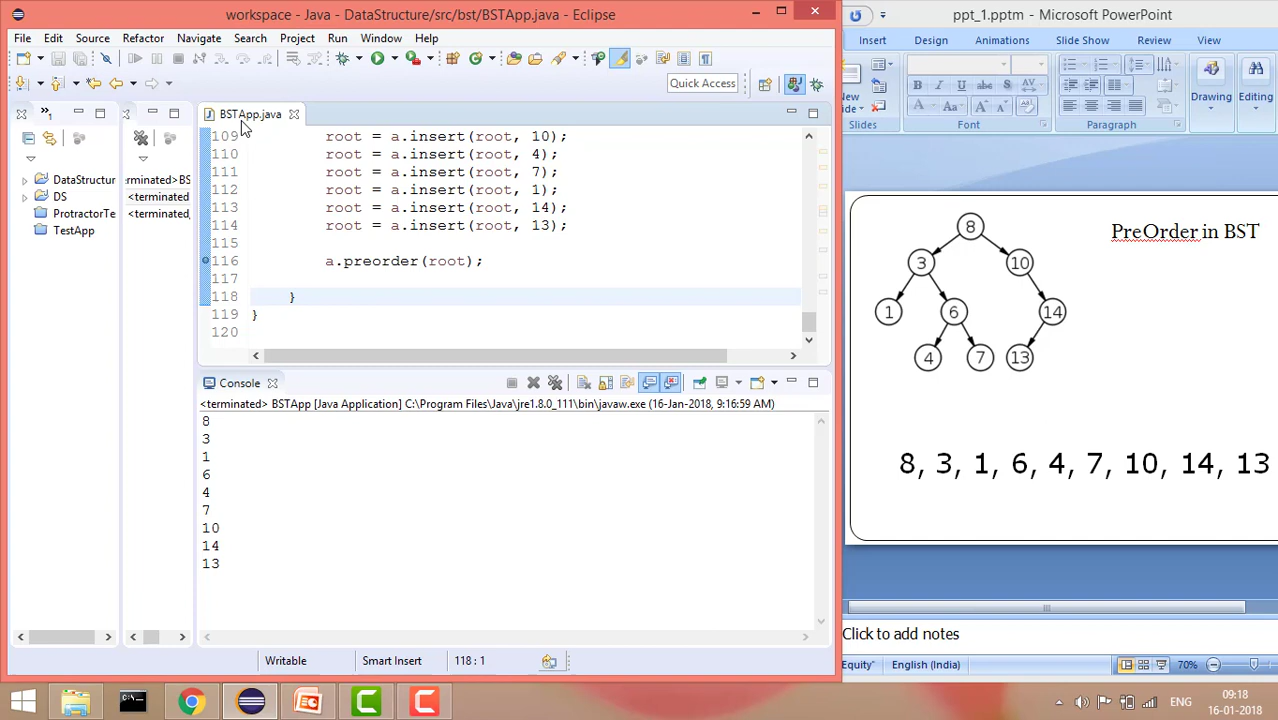 workspace - Java - DataStructure/src/bst/BSTApp.java - Eclipse
File Edit Source Refactor Navigate Search Project Run Window Help
Quick Access
BSTApp.java
109 root = a.insert(root, 10);
110 root = a.insert(root, 4);
111 root = a.insert(root, 7);
112 root = a.insert(root, 1);
113 root = a.insert(root, 14);
114 root = a.insert(root, 13);
115
116 a.preorder(root);
117
118 }
119 }
120
DataStructur
DS
ProtractorTe
TestApp
minated>BS
<terminated
<terminated,
Console
<terminated> BSTApp [Java Application] C:\Program Files\Java\jre1.8.0_111\bin\javaw.exe (16-Jan-2018, 9:16:59 AM)
8
3
1
6
4
7
10
14
13
Writable Smart Insert 118 : 1
ppt_1.pptm - Microsoft PowerPoint
Insert Design Animations Slide Show Review View
New
Slides
Slides Font Paragraph
Drawing Editing
PreOrder in BST
8
3 10
1 6 14
4 7 13
8, 3, 1, 6, 4, 7, 10, 14, 13
Click to add notes
Equity" English (India) 70%
ENG
09:18
16-01-2018